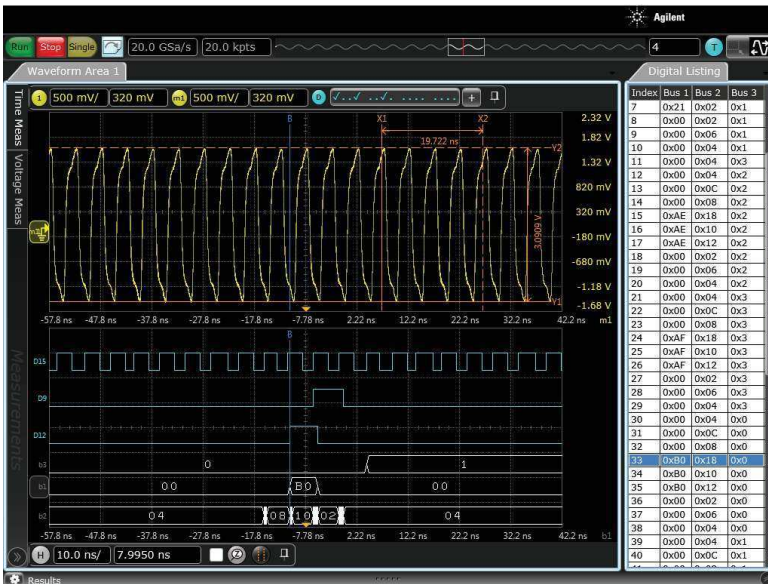 Agilent
Run Stop Single 20.0 GSa/s 20.0 kpts 4 T
Waveform Area 1
Digital Listing
Time Meas
Voltage Meas
Measurements
1 500 mV/ 320 mV m1 500 mV/ 320 mV D
B X1 X2
19.722 ns
3.0909 V
Y2
Y1
2.32 V
1.82 V
1.32 V
820 mV
320 mV
-180 mV
-680 mV
-1.18 V
-1.68 V
-57.8 ns -47.8 ns -37.8 ns -27.8 ns -17.8 ns -7.78 ns 2.22 ns 12.2 ns 22.2 ns 32.2 ns 42.2 ns m1
B
D15
D9
D12
b3 0 1
b1 00 B0 00
b2 04 08 10 02 04
-57.8 ns -47.8 ns -37.8 ns -27.8 ns -17.8 ns -7.78 ns 2.22 ns 12.2 ns 22.2 ns 32.2 ns 42.2 ns b1
H 10.0 ns/ 7.9950 ns Z
Results
Index Bus 1 Bus 2 Bus 3
7 0x21 0x02 0x1
8 0x00 0x02 0x1
9 0x00 0x06 0x1
10 0x00 0x04 0x1
11 0x00 0x04 0x3
12 0x00 0x04 0x2
13 0x00 0x0C 0x2
14 0x00 0x08 0x2
15 0xAE 0x18 0x2
16 0xAE 0x10 0x2
17 0xAE 0x12 0x2
18 0x00 0x02 0x2
19 0x00 0x06 0x2
20 0x00 0x04 0x2
21 0x00 0x04 0x3
22 0x00 0x0C 0x3
23 0x00 0x08 0x3
24 0xAF 0x18 0x3
25 0xAF 0x10 0x3
26 0xAF 0x12 0x3
27 0x00 0x02 0x3
28 0x00 0x06 0x3
29 0x00 0x04 0x3
30 0x00 0x04 0x0
31 0x00 0x0C 0x0
32 0x00 0x08 0x0
33 0xB0 0x18 0x0
34 0xB0 0x10 0x0
35 0xB0 0x12 0x0
36 0x00 0x02 0x0
37 0x00 0x06 0x0
38 0x00 0x04 0x0
39 0x00 0x04 0x1
40 0x00 0x0C 0x1